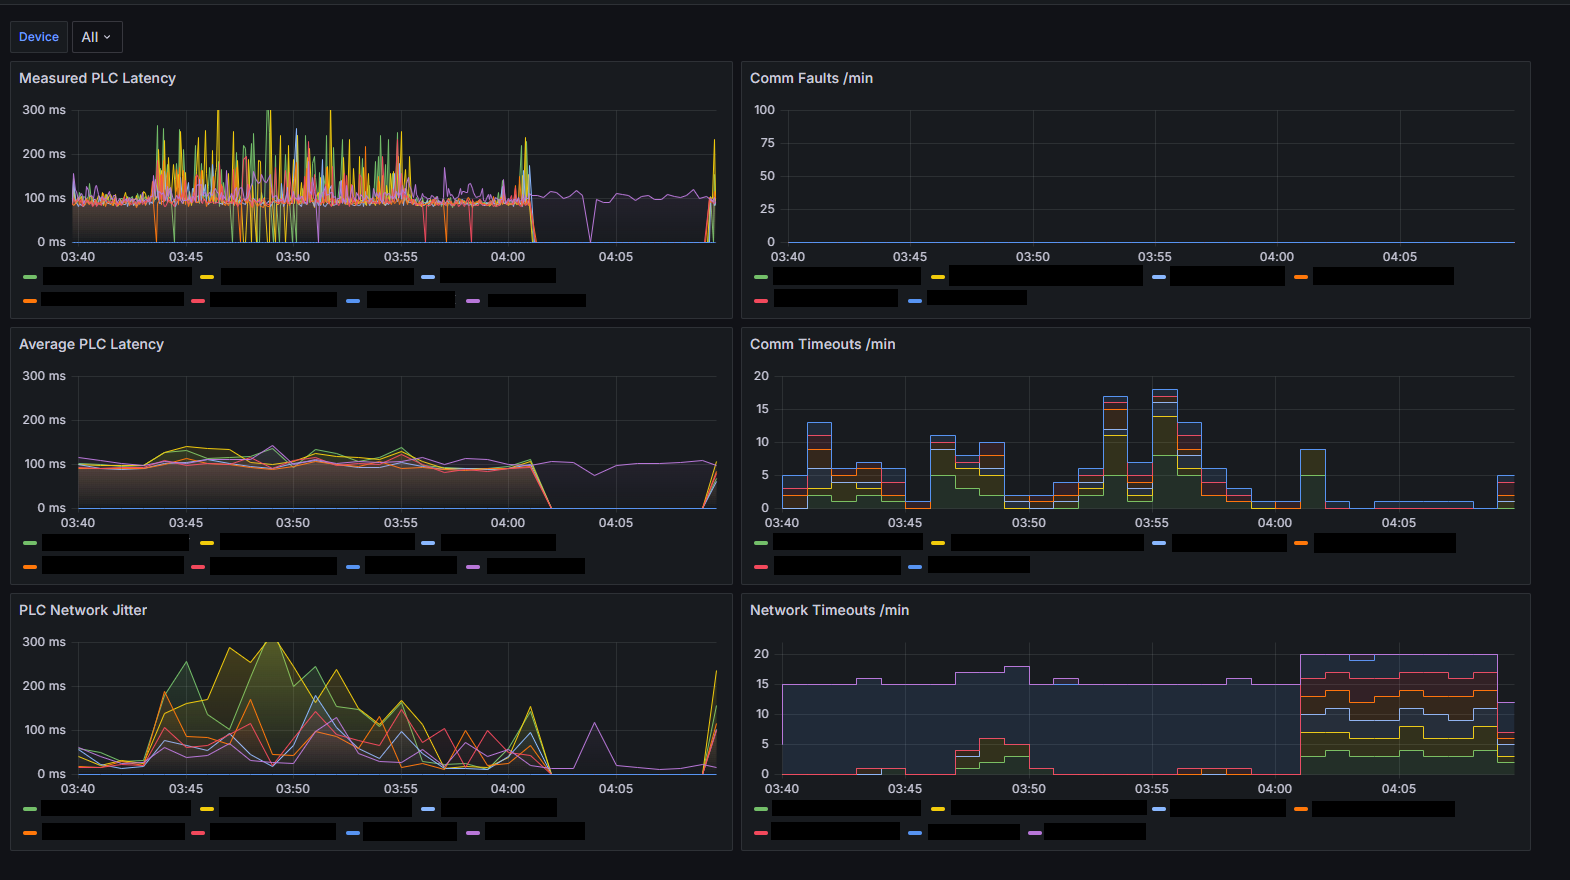 Device All
Measured PLC Latency
300 ms
200 ms
100 ms
0 ms
03:40 03:45 03:50 03:55 04:00 04:05
Comm Faults /min
100
75
50
25
0
03:40 03:45 03:50 03:55 04:00 04:05
Average PLC Latency
300 ms
200 ms
100 ms
0 ms
03:40 03:45 03:50 03:55 04:00 04:05
Comm Timeouts /min
20
15
10
5
0
03:40 03:45 03:50 03:55 04:00 04:05
PLC Network Jitter
300 ms
200 ms
100 ms
0 ms
03:40 03:45 03:50 03:55 04:00 04:05
Network Timeouts /min
20
15
10
5
0
03:40 03:45 03:50 03:55 04:00 04:05